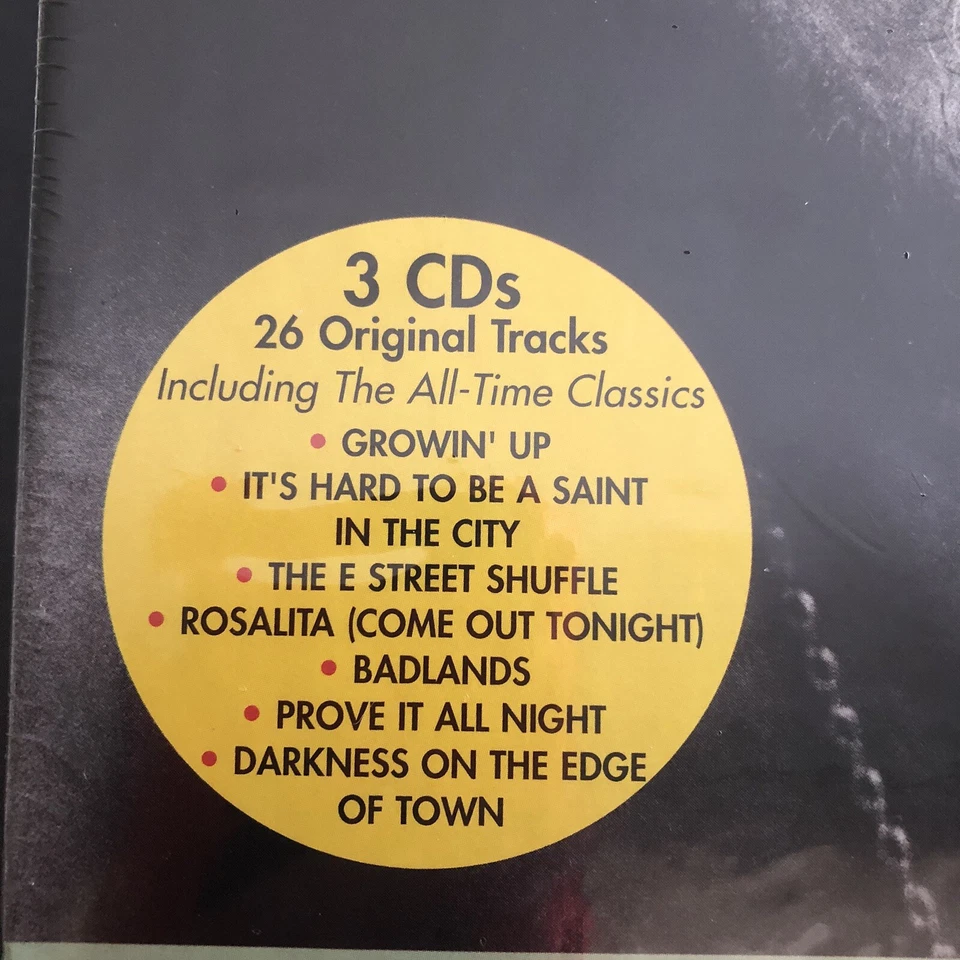 3 CDs
26 Original Tracks
Including The All-Time Classics
• GROWIN' UP
• IT'S HARD TO BE A SAINT
IN THE CITY
• THE E STREET SHUFFLE
• ROSALITA (COME OUT TONIGHT)
• BADLANDS
• PROVE IT ALL NIGHT
• DARKNESS ON THE EDGE
OF TOWN